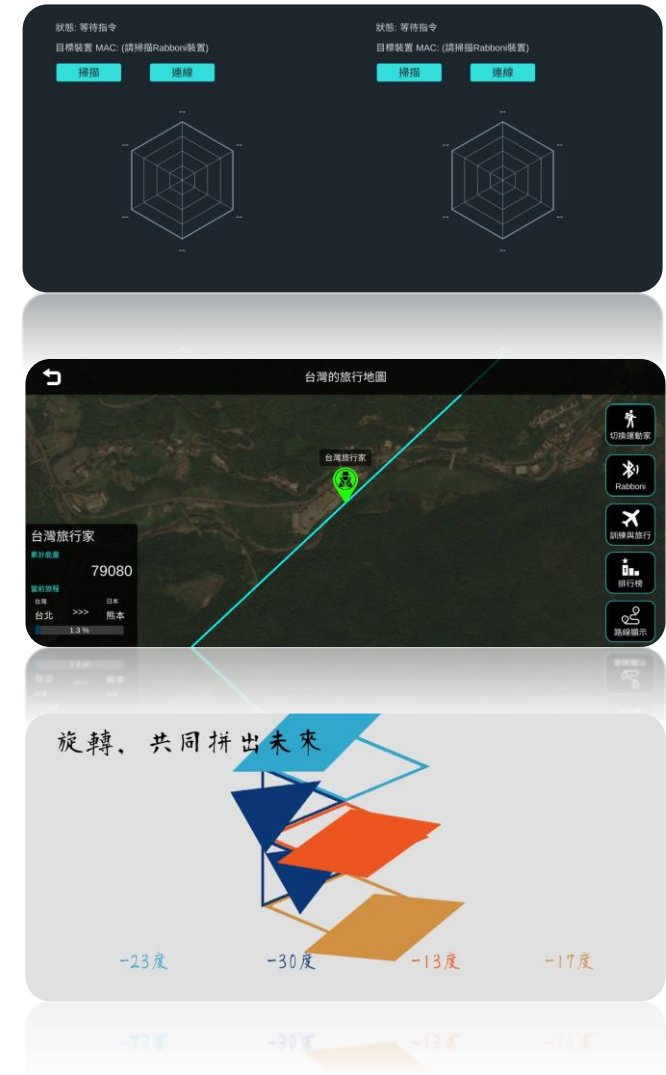 狀態: 等待指令
目標裝置 MAC: (請掃描Rabboni裝置)
掃描 連線
--
-- --
-- --
--
狀態: 等待指令
目標裝置 MAC: (請掃描Rabboni裝置)
掃描 連線
--
-- --
-- --
--
台灣的旅行地圖
台灣旅行家
切換運動家
Rabboni
訓練與旅行
排行榜
路線顯示
台灣旅行家
累計能量
79080
當前旅程
台灣 日本
台北 >>> 熊本
1.3 %
旋轉, 共同拼出未來
-23度 -30度 -13度 -17度